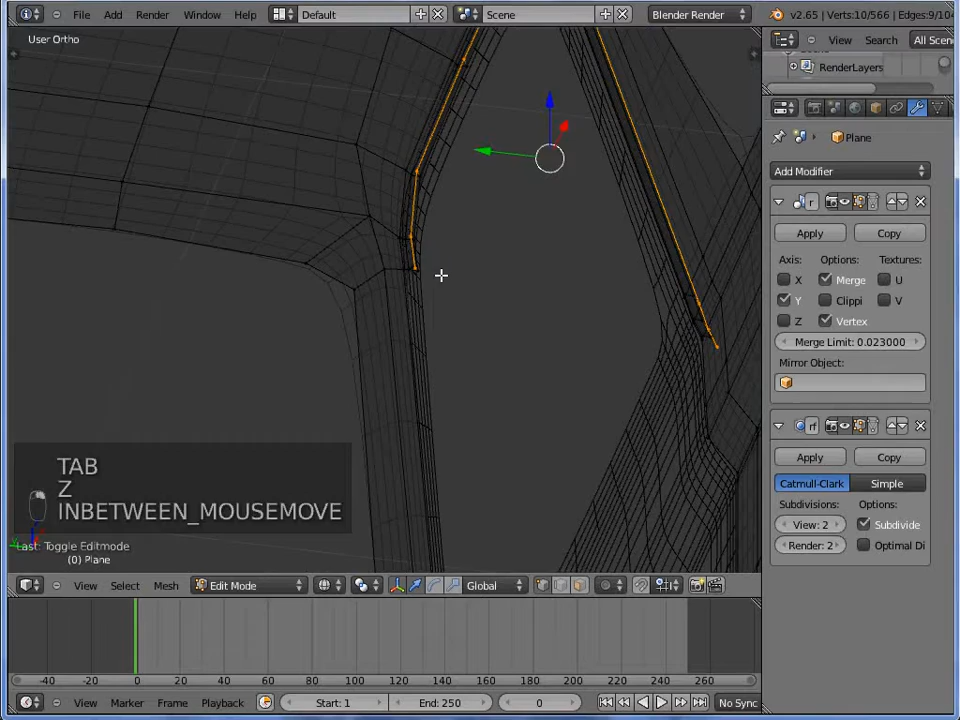 File Add Render Window Help Default Scene Blender Render v2.65 | Verts:10/566 | Edges:9/104
User Ortho
View Search All Scen
RenderLayers
Plane
Add Modifier
Apply Copy
Axis: Options: Textures:
X Merge U
Y Clippi V
Z Vertex
Merge Limit: 0.023000
Mirror Object:
Apply Copy
Catmull-Clark Simple
Subdivisions: Options:
View: 2 Subdivide
Render: 2 Optimal Di
TAB
Z
INBETWEEN_MOUSEMOVE
Last: Toggle Editmode
(0) Plane
View Select Mesh Edit Mode Global
-40 -20 0 20 40 60 80 100 120 140 160 180 200 220 240 260
View Marker Frame Playback Start: 1 End: 250 0 No Sync